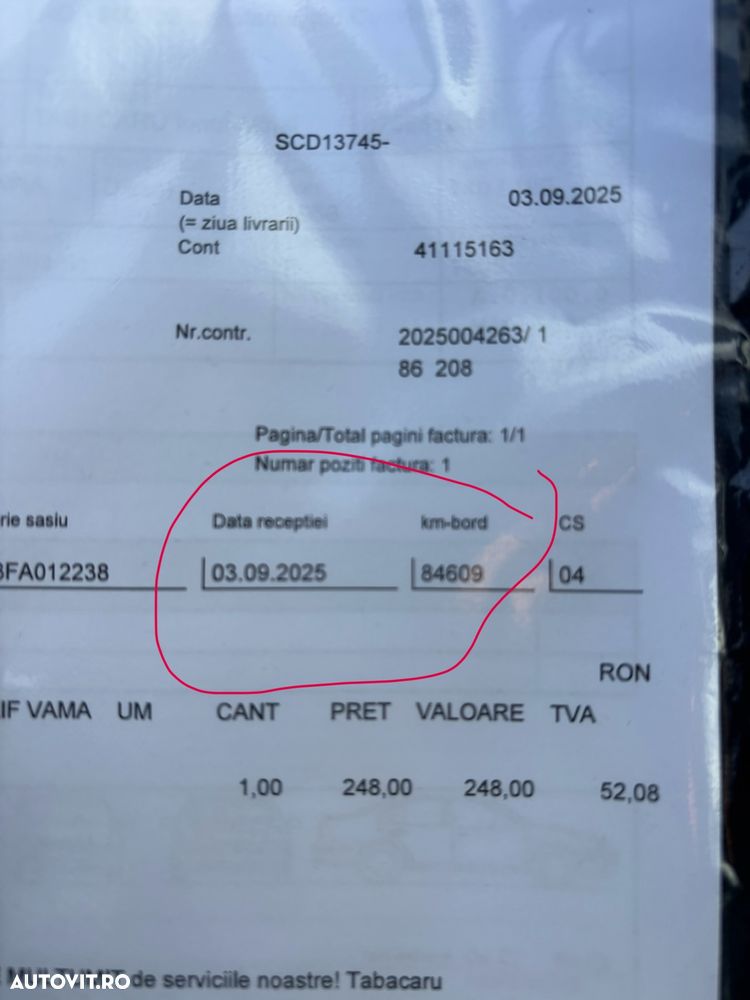 SCD13745-
Data 03.09.2025
(= ziua livrarii)
Cont 41115163
Nr.contr. 2025004263/ 1
86 208
Pagina/Total pagini factura: 1/1
Numar pozitii factura: 1
rie sasiu Data receptiei km-bord CS
FA012238 03.09.2025 84609 04
RON
IF VAMA UM CANT PRET VALOARE TVA
1,00 248,00 248,00 52,08
de serviciile noastre! Tabacaru
AUTOVIT.RO